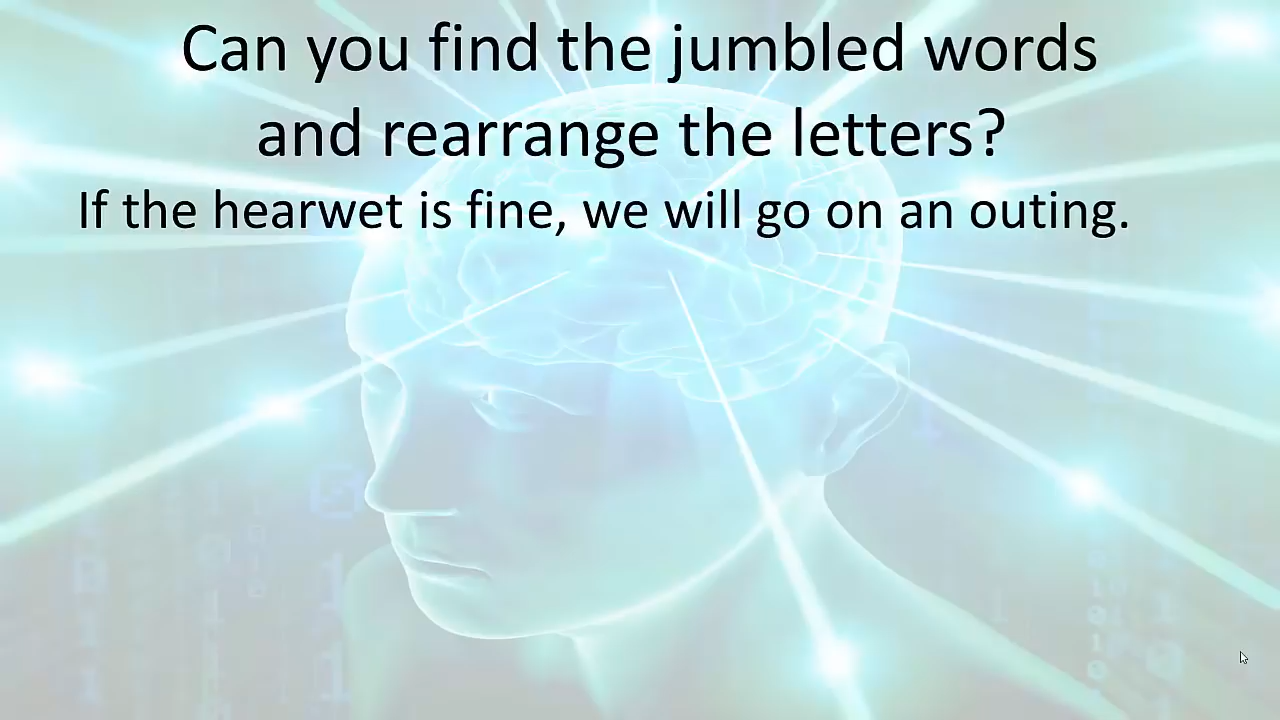 Can you find the jumbled words
and rearrange the letters?
If the hearwet is fine, we will go on an outing.